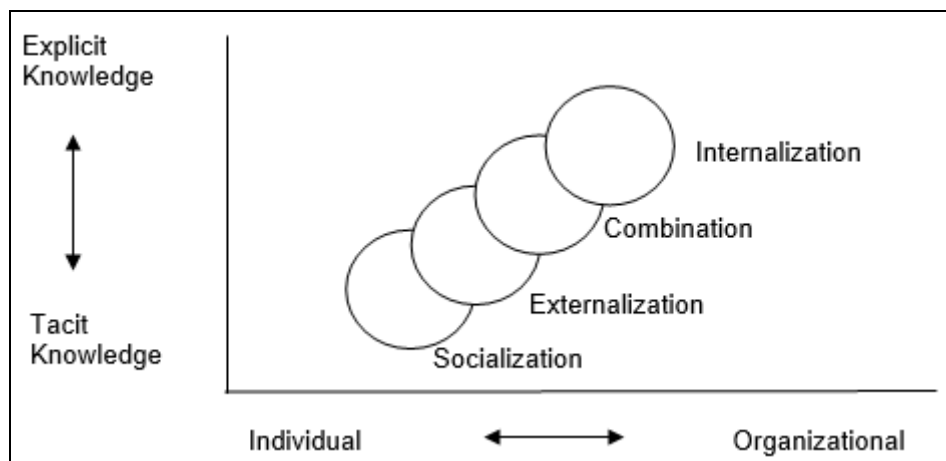 Explicit
Knowledge
Internalization
Combination
Externalization
Tacit
Knowledge
Socialization
Individual
Organizational